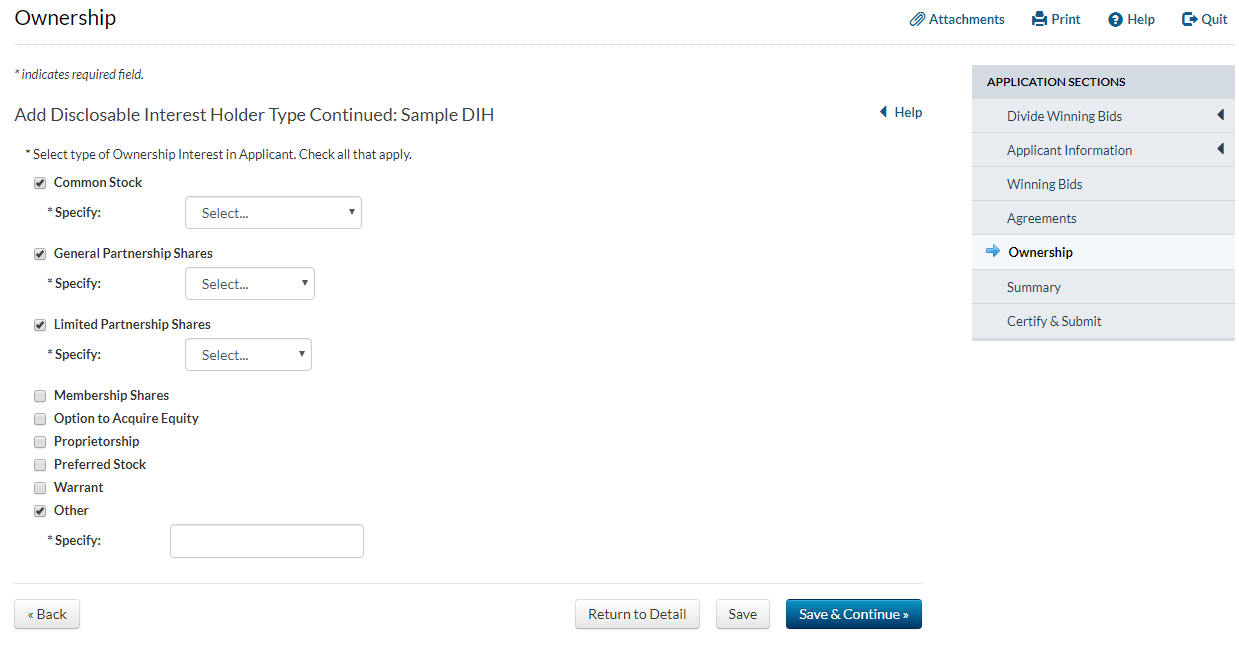 Ownership
Attachments Print Help Quit
* indicates required field.
Add Disclosable Interest Holder Type Continued: Sample DIH
Help
* Select type of Ownership Interest in Applicant. Check all that apply.
Common Stock
* Specify: Select...
General Partnership Shares
* Specify: Select...
Limited Partnership Shares
* Specify: Select...
Membership Shares
Option to Acquire Equity
Proprietorship
Preferred Stock
Warrant
Other
* Specify:
« Back Return to Detail Save Save & Continue »
APPLICATION SECTIONS
Divide Winning Bids
Applicant Information
Winning Bids
Agreements
Ownership
Summary
Certify & Submit